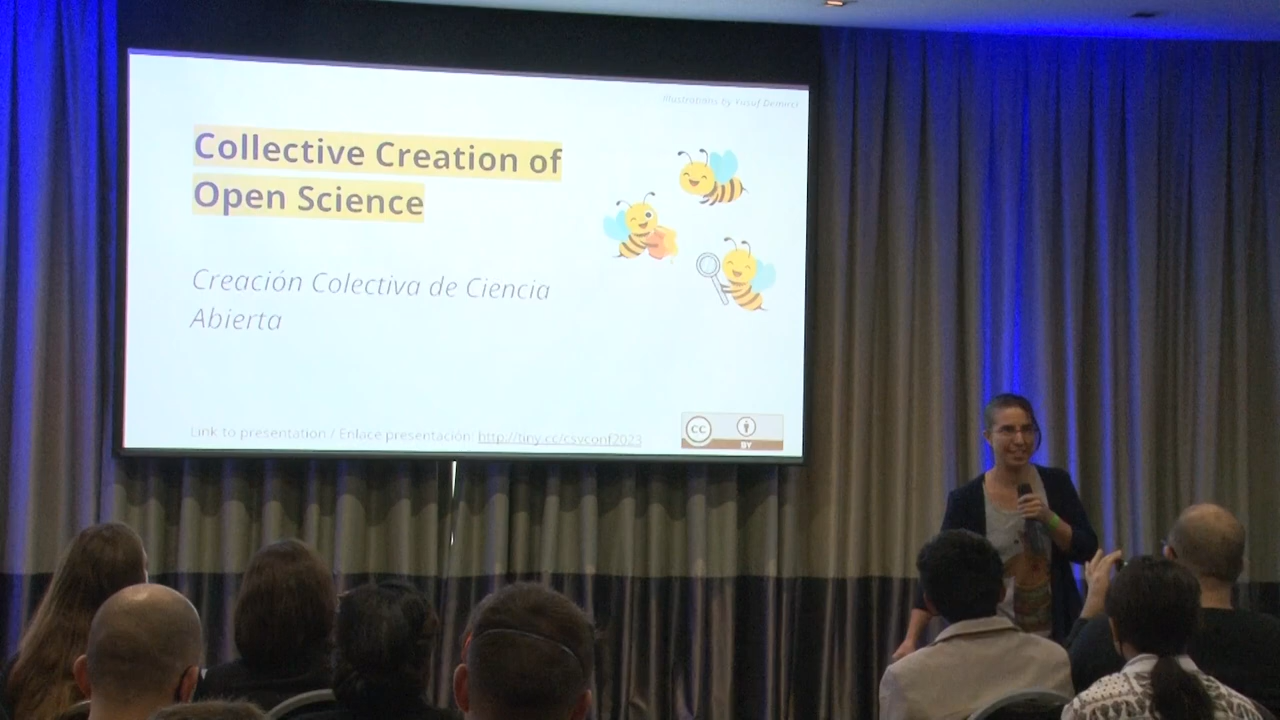 Illustrations by Yusuf Demirci
Collective Creation of
Open Science
Creación Colectiva de Ciencia
Abierta
Link to presentation / Enlace presentación: http://tiny.cc/csvconf2023
CC
BY